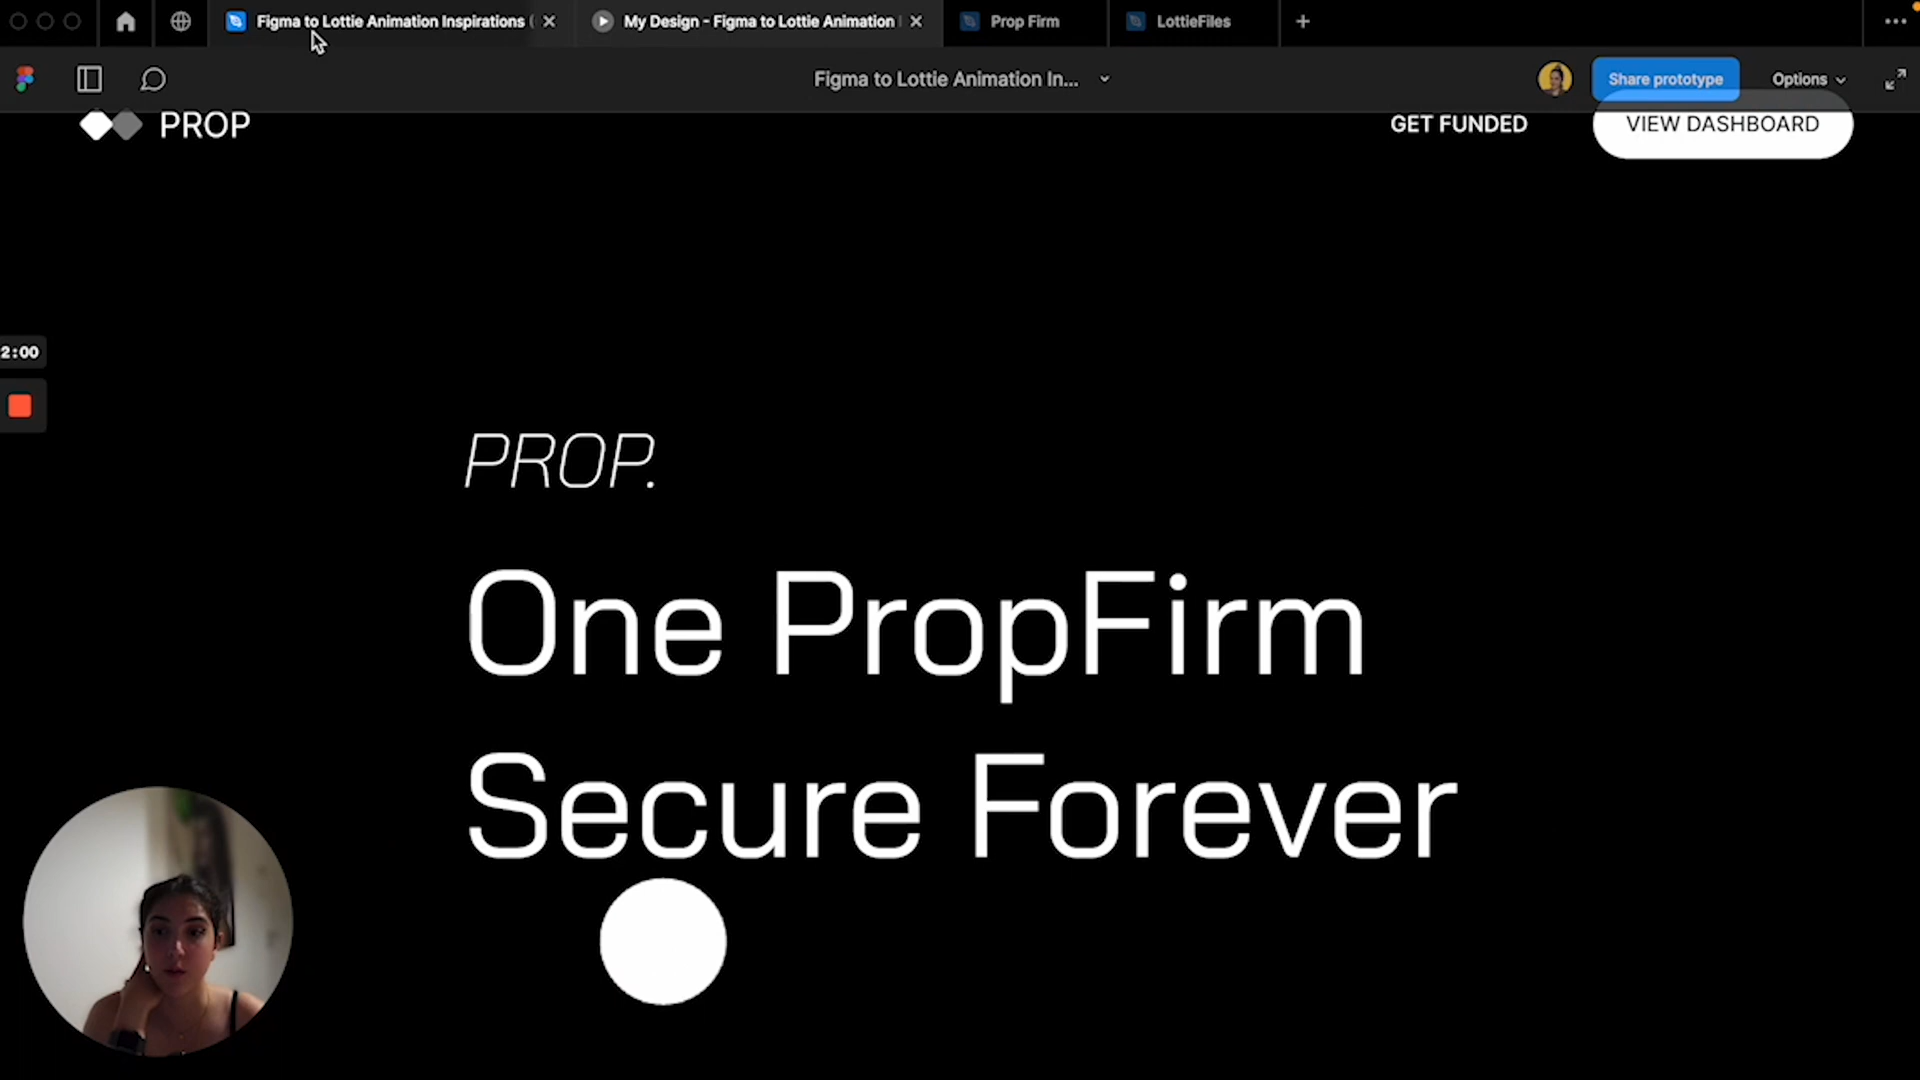 Figma to Lottie Animation Inspirations (
My Design - Figma to Lottie Animation
Prop Firm
LottieFiles
Figma to Lottie Animation In...
Share prototype
Options
PROP
GET FUNDED
VIEW DASHBOARD
2:00
PROP.
One PropFirm
Secure Forever